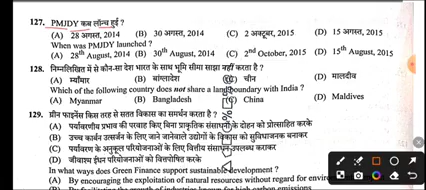 127. PMJDY कब लॉन्च हुई ?
(A) 28 अगस्त, 2014 (B) 30 अगस्त, 2014 (C) 2 अक्टूबर, 2015 (D) 15 अगस्त, 2015
When was PMJDY launched ?
(A) 28th August, 2014 (B) 30th August, 2014 (C) 2nd October, 2015 (D) 15th August, 2015
128. निम्नलिखित में से कौन-सा देश भारत के साथ भूमि सीमा साझा नहीं करता है ?
(A) म्याँमार (B) बांग्लादेश (C) चीन (D) मालदीव
Which of the following country does not share a land boundary with India ?
(A) Myanmar (B) Bangladesh (C) China (D) Maldives
129. ग्रीन फाइनेंस किस तरह से सतत विकास का समर्थन करता है ?
(A) पर्यावरणीय प्रभाव की परवाह किए बिना प्राकृतिक संसाधनों के दोहन को प्रोत्साहित करके
(B) उच्च कार्बन उत्सर्जन के लिए जाने जानेवाले उद्योगों के विकास को सुविधाजनक बनाकर
(C) पर्यावरण के अनुकूल परियोजनाओं के लिए वित्तीय संसाधन उपलब्ध कराकर
(D) जीवाश्म ईंधन परियोजनाओं को वित्तपोषित करके
In what ways does Green Finance support sustainable development ?
(A) By encouraging the exploitation of natural resources without regard for